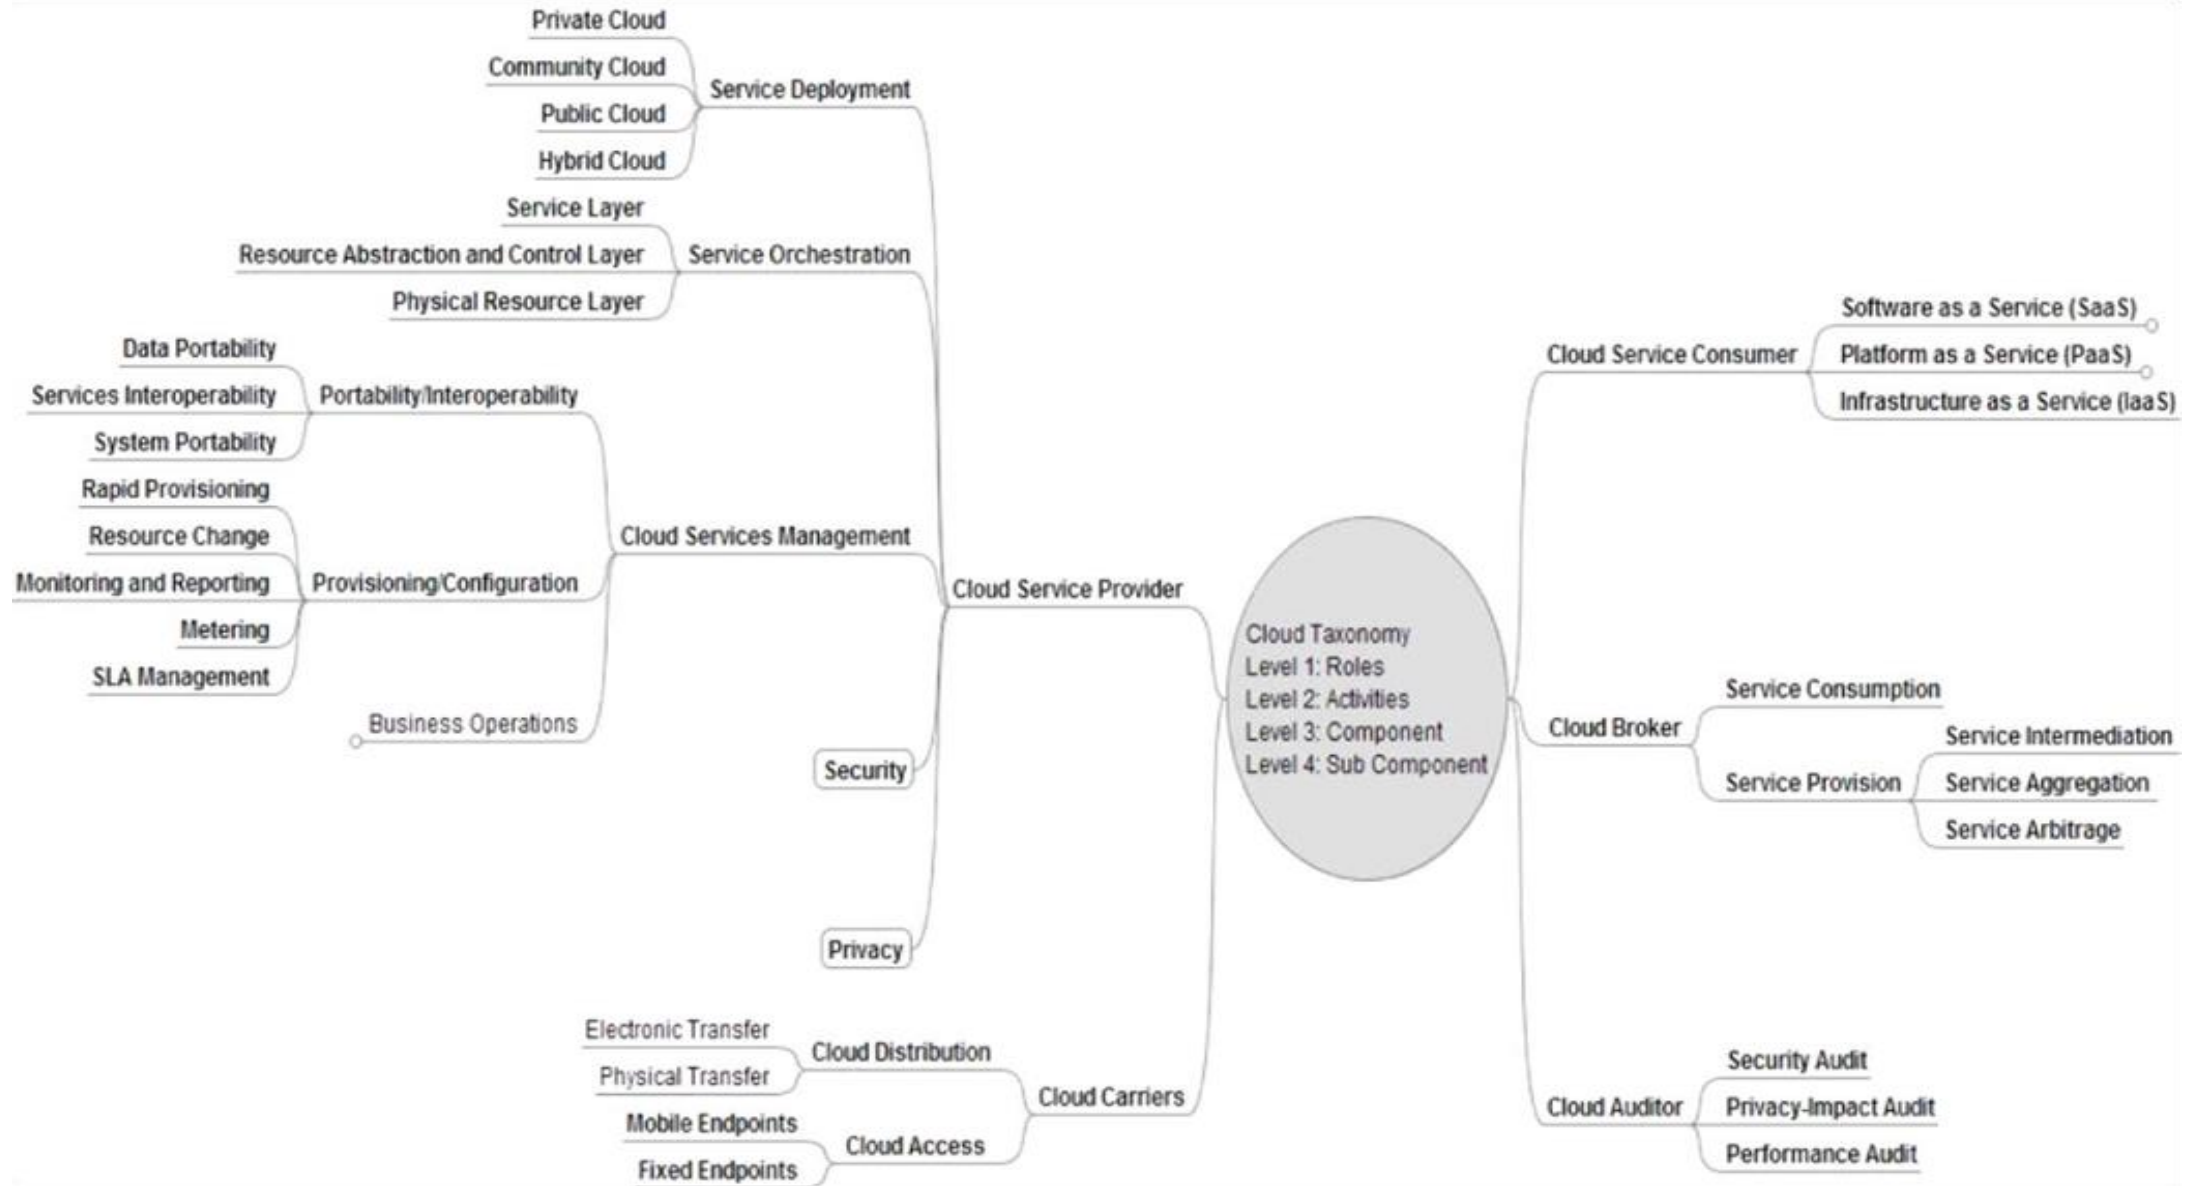 Private Cloud
Community Cloud
Public Cloud
Hybrid Cloud
Service Deployment
Service Layer
Resource Abstraction and Control Layer
Physical Resource Layer
Service Orchestration
Data Portability
Services Interoperability
System Portability
Portability/Interoperability
Rapid Provisioning
Resource Change
Monitoring and Reporting
Metering
SLA Management
Provisioning/Configuration
Business Operations
Cloud Services Management
Security
Privacy
Cloud Service Provider
Electronic Transfer
Physical Transfer
Cloud Distribution
Mobile Endpoints
Fixed Endpoints
Cloud Access
Cloud Carriers
Cloud Taxonomy
Level 1: Roles
Level 2: Activities
Level 3: Component
Level 4: Sub Component
Cloud Service Consumer
Software as a Service (SaaS)
Platform as a Service (PaaS)
Infrastructure as a Service (IaaS)
Cloud Broker
Service Consumption
Service Provision
Service Intermediation
Service Aggregation
Service Arbitrage
Cloud Auditor
Security Audit
Privacy-Impact Audit
Performance Audit